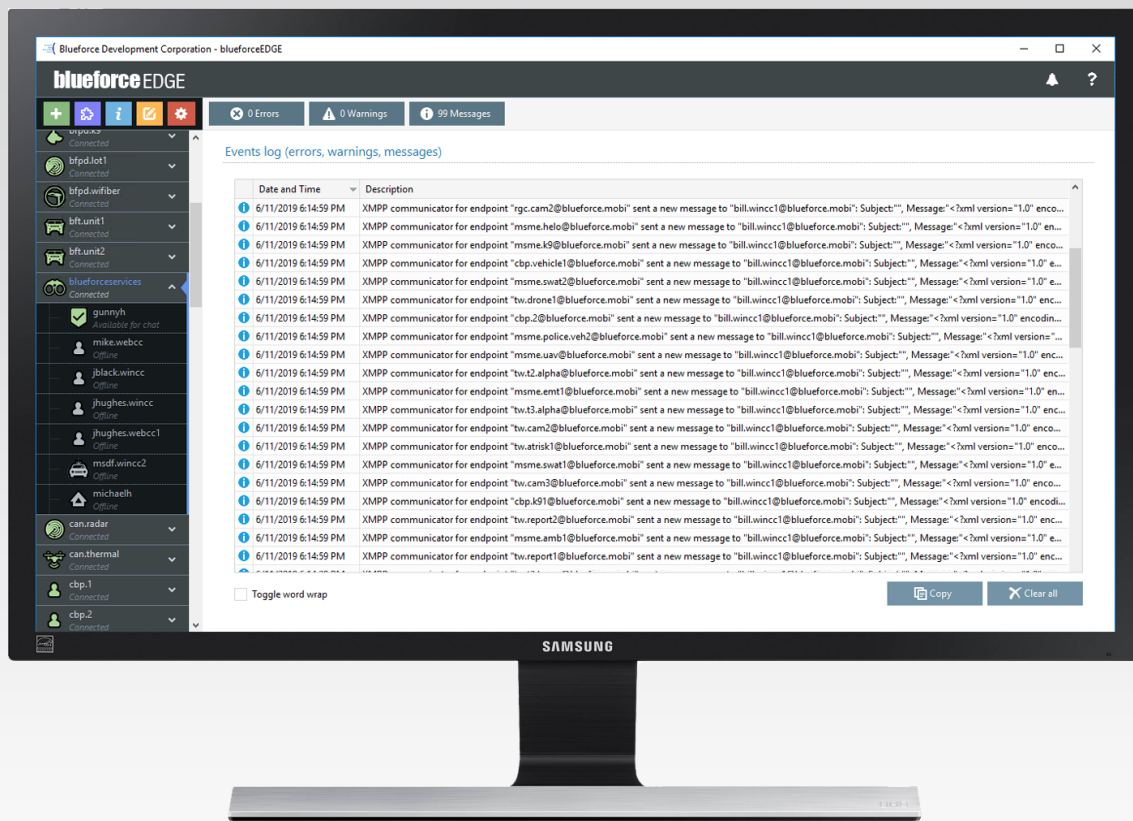 Blueforce Development Corporation - blueforceEDGE
blueforce EDGE
?
i
0 Errors
0 Warnings
99 Messages
bfpd.k9
Connected
bfpd.lot1
Connected
bfpd.wifiber
Connected
bft.unit1
Connected
bft.unit2
Connected
blueforceservices
Connected
gunnyh
Available for chat
mike.webcc
Offline
jblack.wincc
Offline
jhughes.wincc
Offline
jhughes.webcc1
Offline
msdf.wincc2
Offline
michaelh
Offline
can.radar
Connected
can.thermal
Connected
cbp.1
Connected
cbp.2
Connected
Events log (errors, warnings, messages)
Date and Time Description
6/11/2019 6:14:59 PM XMPP communicator for endpoint "rgc.cam2@blueforce.mobi" sent a new message to "bill.wincc1@blueforce.mobi": Subject:"", Message:"<?xml version="1.0" enco...
6/11/2019 6:14:59 PM XMPP communicator for endpoint "msme.helo@blueforce.mobi" sent a new message to "bill.wincc1@blueforce.mobi": Subject:"", Message:"<?xml version="1.0" en...
6/11/2019 6:14:59 PM XMPP communicator for endpoint "msme.k9@blueforce.mobi" sent a new message to "bill.wincc1@blueforce.mobi": Subject:"", Message:"<?xml version="1.0" enco...
6/11/2019 6:14:59 PM XMPP communicator for endpoint "cbp.vehicle1@blueforce.mobi" sent a new message to "bill.wincc1@blueforce.mobi": Subject:"", Message:"<?xml version="1.0" e...
6/11/2019 6:14:59 PM XMPP communicator for endpoint "msme.swat2@blueforce.mobi" sent a new message to "bill.wincc1@blueforce.mobi": Subject:"", Message:"<?xml version="1.0" e...
6/11/2019 6:14:59 PM XMPP communicator for endpoint "tw.drone1@blueforce.mobi" sent a new message to "bill.wincc1@blueforce.mobi": Subject:"", Message:"<?xml version="1.0" enc...
6/11/2019 6:14:59 PM XMPP communicator for endpoint "cbp.2@blueforce.mobi" sent a new message to "bill.wincc1@blueforce.mobi": Subject:"", Message:"<?xml version="1.0" encodin...
6/11/2019 6:14:59 PM XMPP communicator for endpoint "msme.police.veh2@blueforce.mobi" sent a new message to "bill.wincc1@blueforce.mobi": Subject:"", Message:"<?xml version="...
6/11/2019 6:14:59 PM XMPP communicator for endpoint "msme.uav@blueforce.mobi" sent a new message to "bill.wincc1@blueforce.mobi": Subject:"", Message:"<?xml version="1.0" enc...
6/11/2019 6:14:59 PM XMPP communicator for endpoint "tw.t2.alpha@blueforce.mobi" sent a new message to "bill.wincc1@blueforce.mobi": Subject:"", Message:"<?xml version="1.0" enc...
6/11/2019 6:14:59 PM XMPP communicator for endpoint "msme.emt1@blueforce.mobi" sent a new message to "bill.wincc1@blueforce.mobi": Subject:"", Message:"<?xml version="1.0" en...
6/11/2019 6:14:59 PM XMPP communicator for endpoint "tw.t3.alpha@blueforce.mobi" sent a new message to "bill.wincc1@blueforce.mobi": Subject:"", Message:"<?xml version="1.0" enc...
6/11/2019 6:14:59 PM XMPP communicator for endpoint "tw.cam2@blueforce.mobi" sent a new message to "bill.wincc1@blueforce.mobi": Subject:"", Message:"<?xml version="1.0" enco...
6/11/2019 6:14:59 PM XMPP communicator for endpoint "tw.atrisk1@blueforce.mobi" sent a new message to "bill.wincc1@blueforce.mobi": Subject:"", Message:"<?xml version="1.0" enc...
6/11/2019 6:14:59 PM XMPP communicator for endpoint "msme.swat1@blueforce.mobi" sent a new message to "bill.wincc1@blueforce.mobi": Subject:"", Message:"<?xml version="1.0" e...
6/11/2019 6:14:59 PM XMPP communicator for endpoint "tw.cam3@blueforce.mobi" sent a new message to "bill.wincc1@blueforce.mobi": Subject:"", Message:"<?xml version="1.0" enco...
6/11/2019 6:14:59 PM XMPP communicator for endpoint "cbp.k91@blueforce.mobi" sent a new message to "bill.wincc1@blueforce.mobi": Subject:"", Message:"<?xml version="1.0" encodi...
6/11/2019 6:14:59 PM XMPP communicator for endpoint "tw.report2@blueforce.mobi" sent a new message to "bill.wincc1@blueforce.mobi": Subject:"", Message:"<?xml version="1.0" enc...
6/11/2019 6:14:59 PM XMPP communicator for endpoint "msme.amb1@blueforce.mobi" sent a new message to "bill.wincc1@blueforce.mobi": Subject:"", Message:"<?xml version="1.0" e...
6/11/2019 6:14:59 PM XMPP communicator for endpoint "tw.report1@blueforce.mobi" sent a new message to "bill.wincc1@blueforce.mobi": Subject:"", Message:"<?xml version="1.0" enc...
Toggle word wrap
Copy
Clear all
SAMSUNG